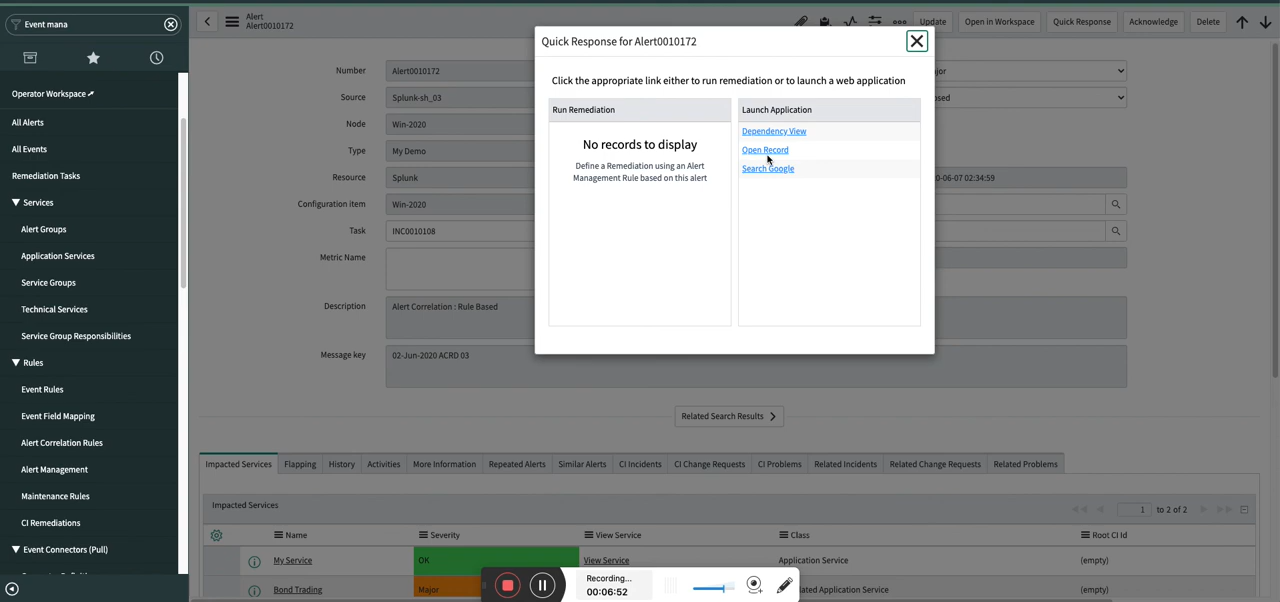 Event mana
Operator Workspace
All Alerts
All Events
Remediation Tasks
Services
Alert Groups
Application Services
Service Groups
Technical Services
Service Group Responsibilities
Rules
Event Rules
Event Field Mapping
Alert Correlation Rules
Alert Management
Maintenance Rules
CI Remediations
Event Connectors (Pull)
Alert
Alert0010172
Update
Open in Workspace
Quick Response
Acknowledge
Delete
Number
Alert0010172
Source
Splunk-sh_03
Node
Win-2020
Type
My Demo
Resource
Splunk
Configuration item
Win-2020
Task
INC0010108
Metric Name
Description
Alert Correlation : Rule Based
Message key
02-Jun-2020 ACRD 03
Quick Response for Alert0010172
Click the appropriate link either to run remediation or to launch a web application
Run Remediation
No records to display
Define a Remediation using an Alert
Management Rule based on this alert
Launch Application
Dependency View
Open Record
Search Google
Related Search Results
Impacted Services
Flapping
History
Activities
More Information
Repeated Alerts
Similar Alerts
CI Incidents
CI Change Requests
CI Problems
Related Incidents
Related Change Requests
Related Problems
Impacted Services
1 to 2 of 2
Name
Severity
View Service
Class
Root CI Id
My Service
OK
View Service
Application Service
(empty)
Bond Trading
Major
(empty)
Recording...
00:06:52